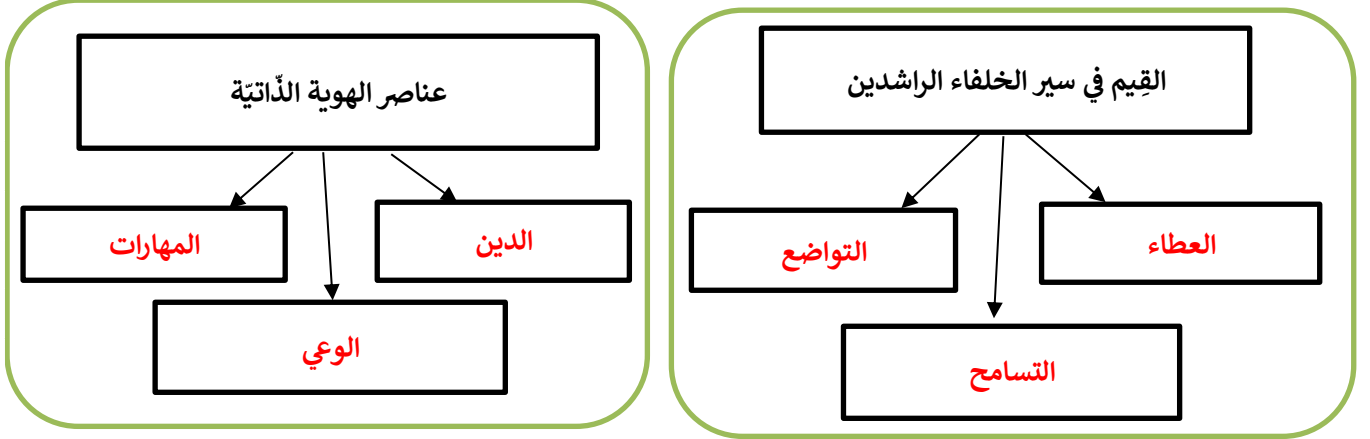 القِيم في سير الخلفاء الراشدين
العطاء
التواضع
التسامح
عناصر الهوية الذّاتيّة
الدين
المهارات
الوعي